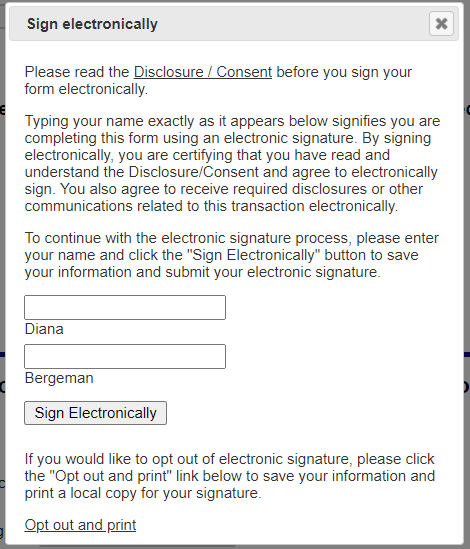 Sign electronically
Please read the Disclosure / Consent before you sign your
form electronically.
Typing your name exactly as it appears below signifies you are
completing this form using an electronic signature. By signing
electronically, you are certifying that you have read and
understand the Disclosure/Consent and agree to electronically
sign. You also agree to receive required disclosures or other
communications related to this transaction electronically.
To continue with the electronic signature process, please enter
your name and click the "Sign Electronically" button to save
your information and submit your electronic signature.
Diana
Bergeman
Sign Electronically
If you would like to opt out of electronic signature, please click
the "Opt out and print" link below to save your information and
print a local copy for your signature.
Opt out and print